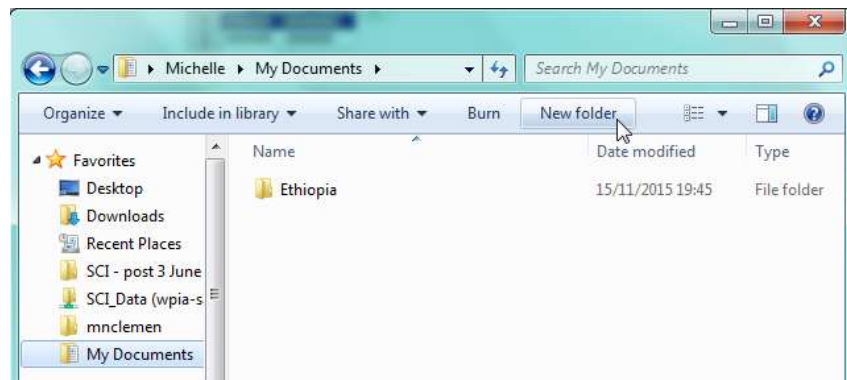 Michelle My Documents Search My Documents
Organize Include in library Share with Burn New folder
Name Date modified Type
Favorites
Desktop
Downloads
Recent Places
SCI - post 3 June
SCI_Data (wpia-s
mnclemen
My Documents
Ethiopia 15/11/2015 19:45 File folder